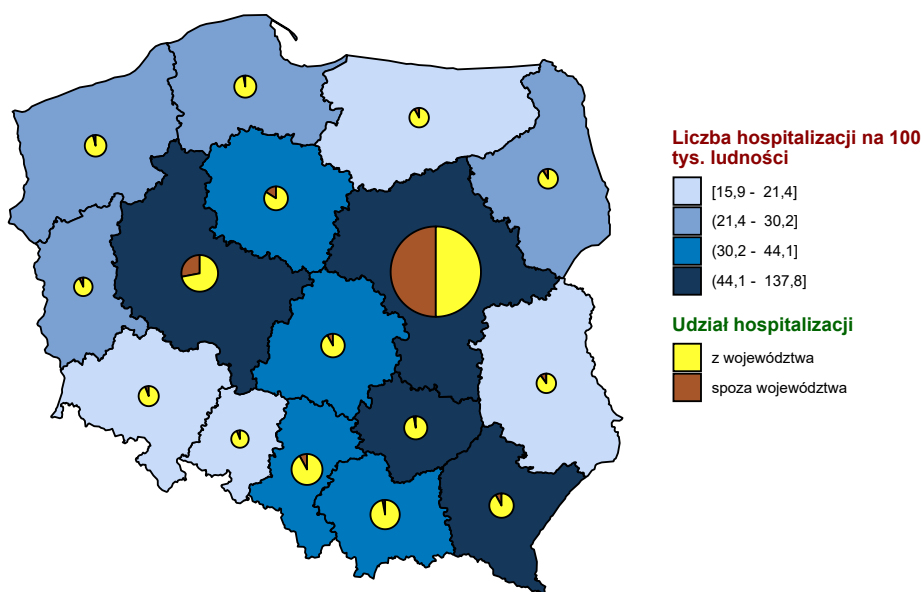 Liczba hospitalizacji na 100
tys. ludności
[15,9 - 21,4]
(21,4 - 30,2]
(30,2 - 44,1]
(44,1 - 137,8]
Udział hospitalizacji
z województwa
spoza województwa